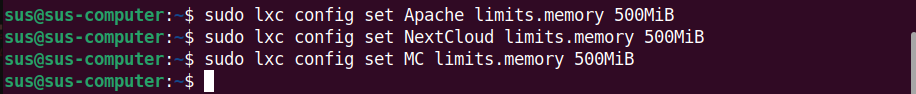 sus@sus-computer:~$ sudo lxc config set Apache limits.memory 500MiB
sus@sus-computer:~$ sudo lxc config set NextCloud limits.memory 500MiB
sus@sus-computer:~$ sudo lxc config set MC limits.memory 500MiB
sus@sus-computer:~$